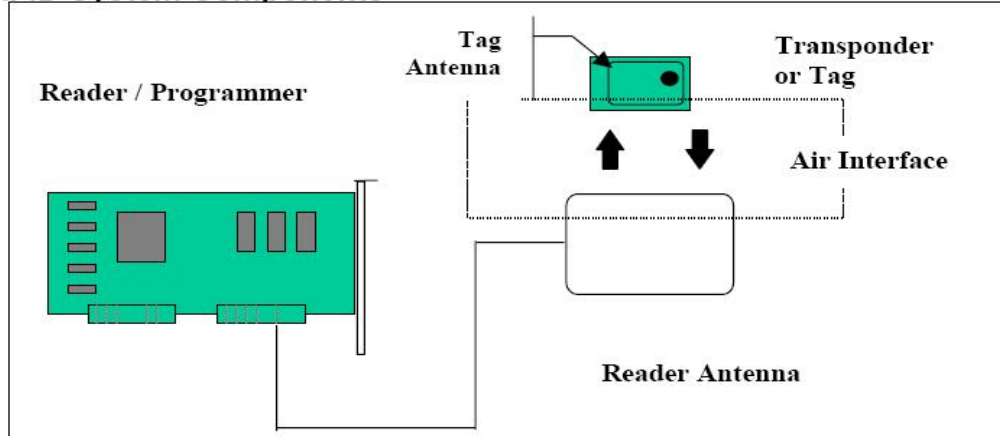 Reader / Programmer
Tag
Antenna
Transponder
or Tag
Air Interface
Reader Antenna